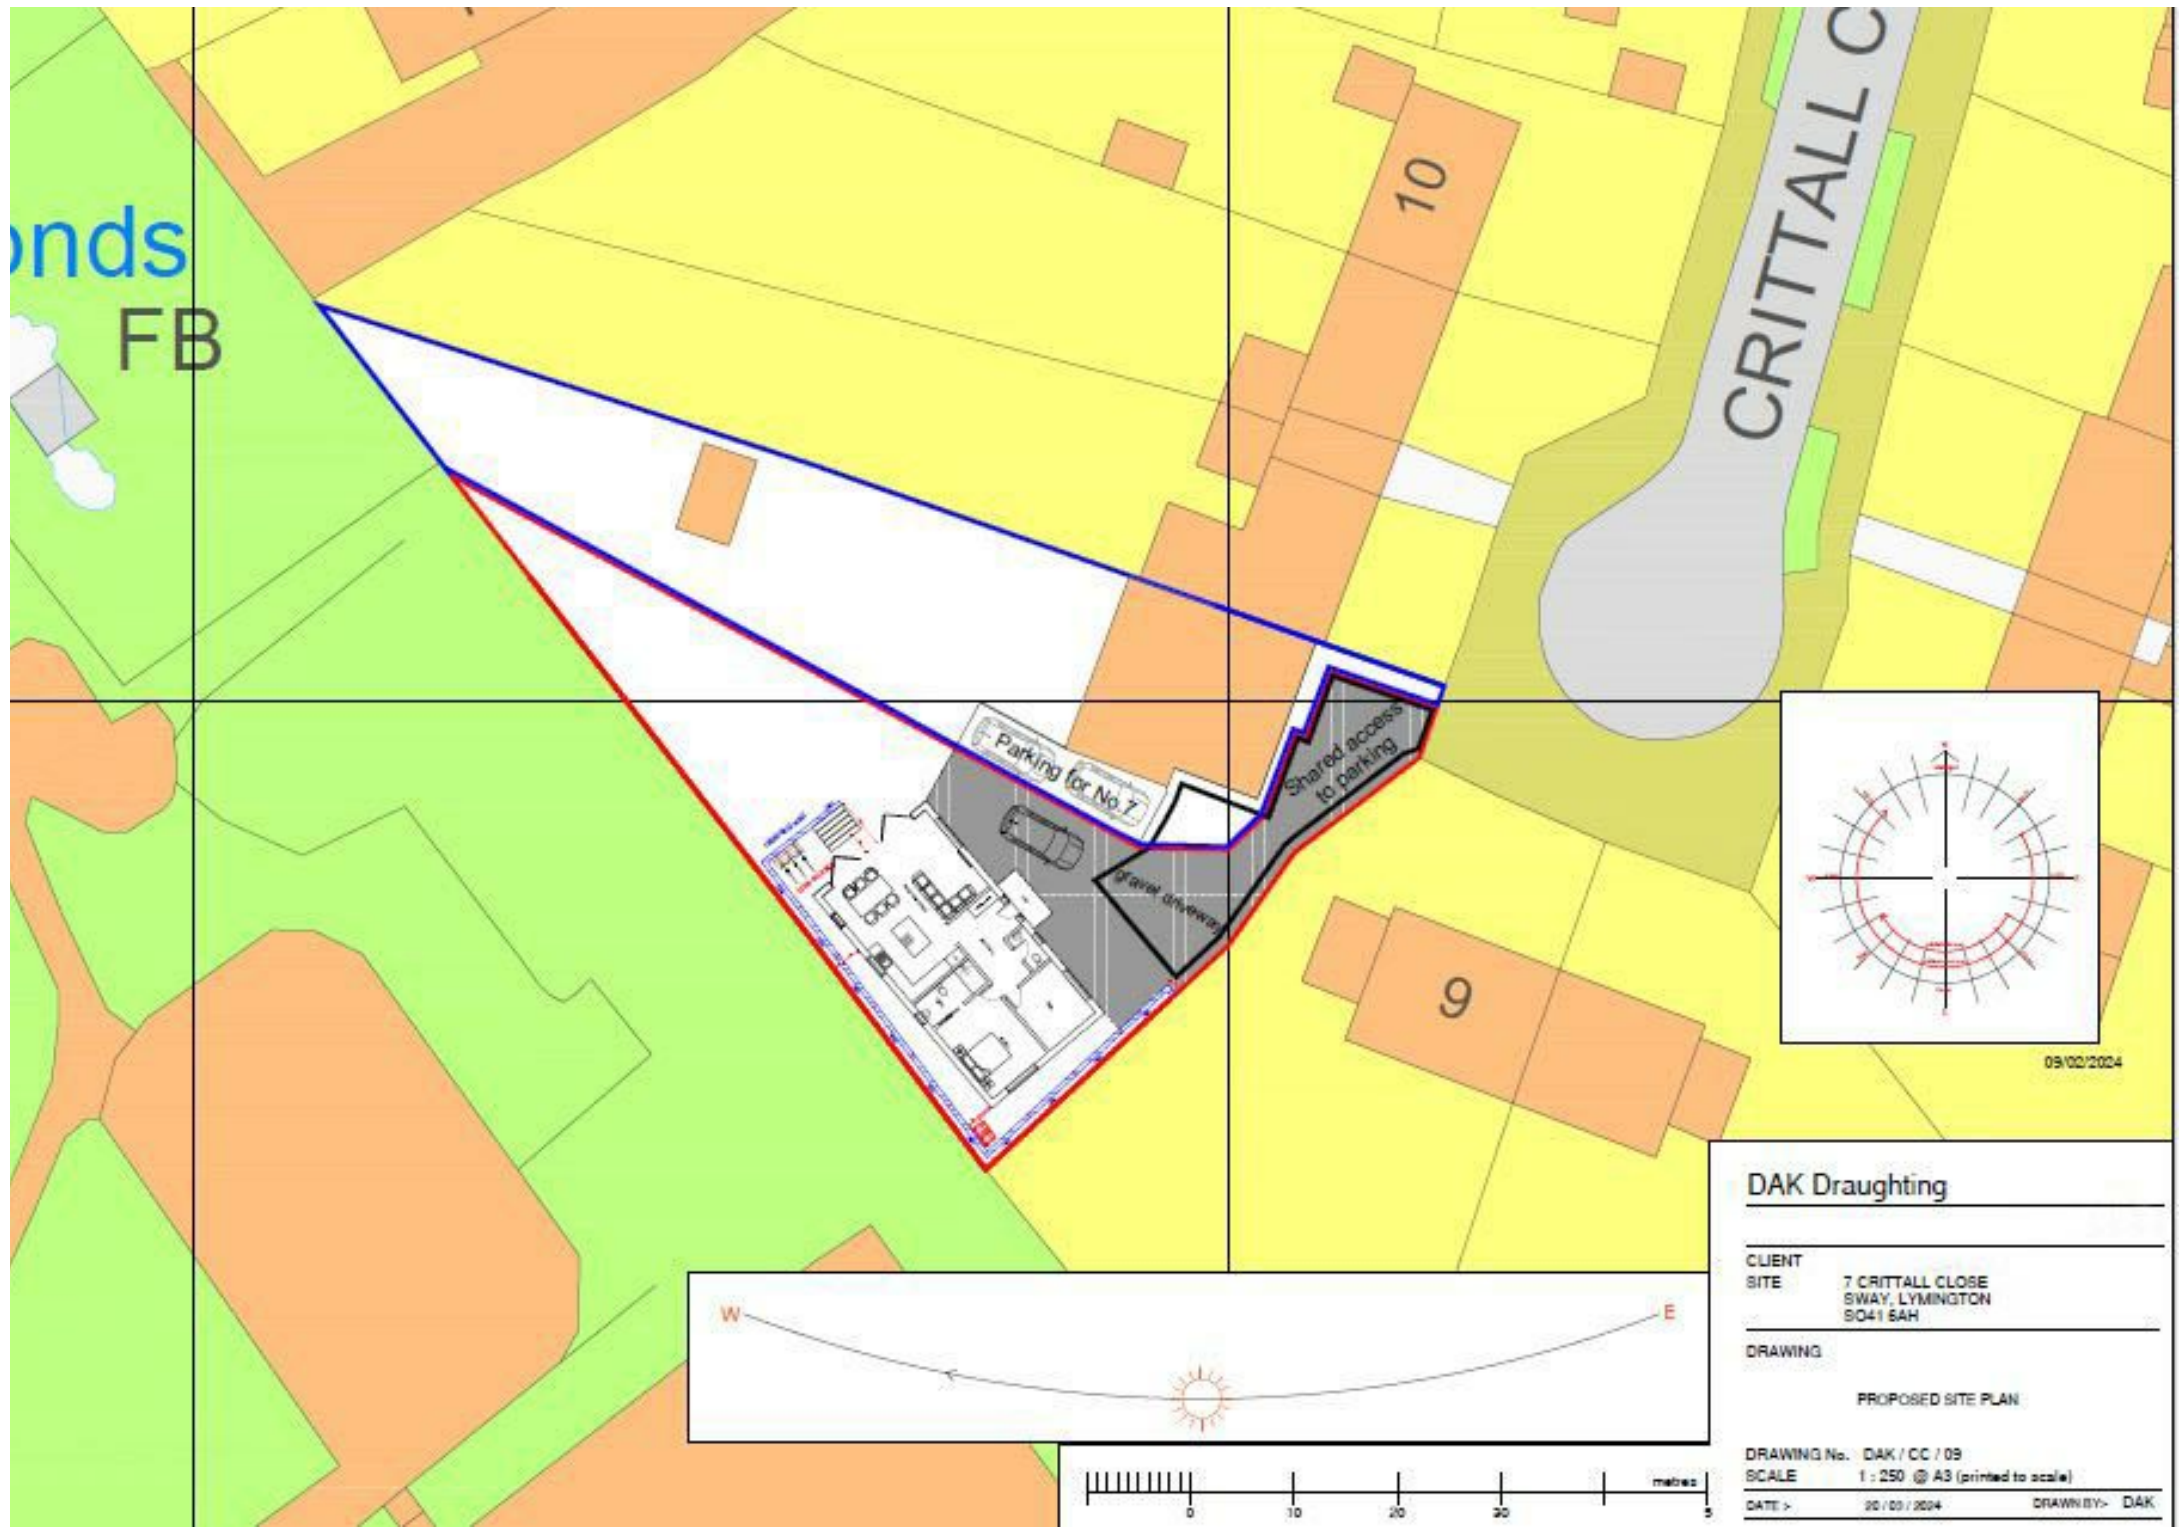 CRITTALL C
10
onds
FB
Shared access
to parking
Parking for No.7
gravel driveway
9
09/02/2024
DAK Draughting
CLIENT
SITE 7 CRITTALL CLOSE
SWAY, LYMINGTON
SO41 6AH
DRAWING
PROPOSED SITE PLAN
DRAWING No. DAK / CC / 09
SCALE 1 : 250 @ A3 (printed to scale)
DATE :- 20 / 03 / 2024 DRAWN BY:- DAK
W E
metres
0 10 20 30 5